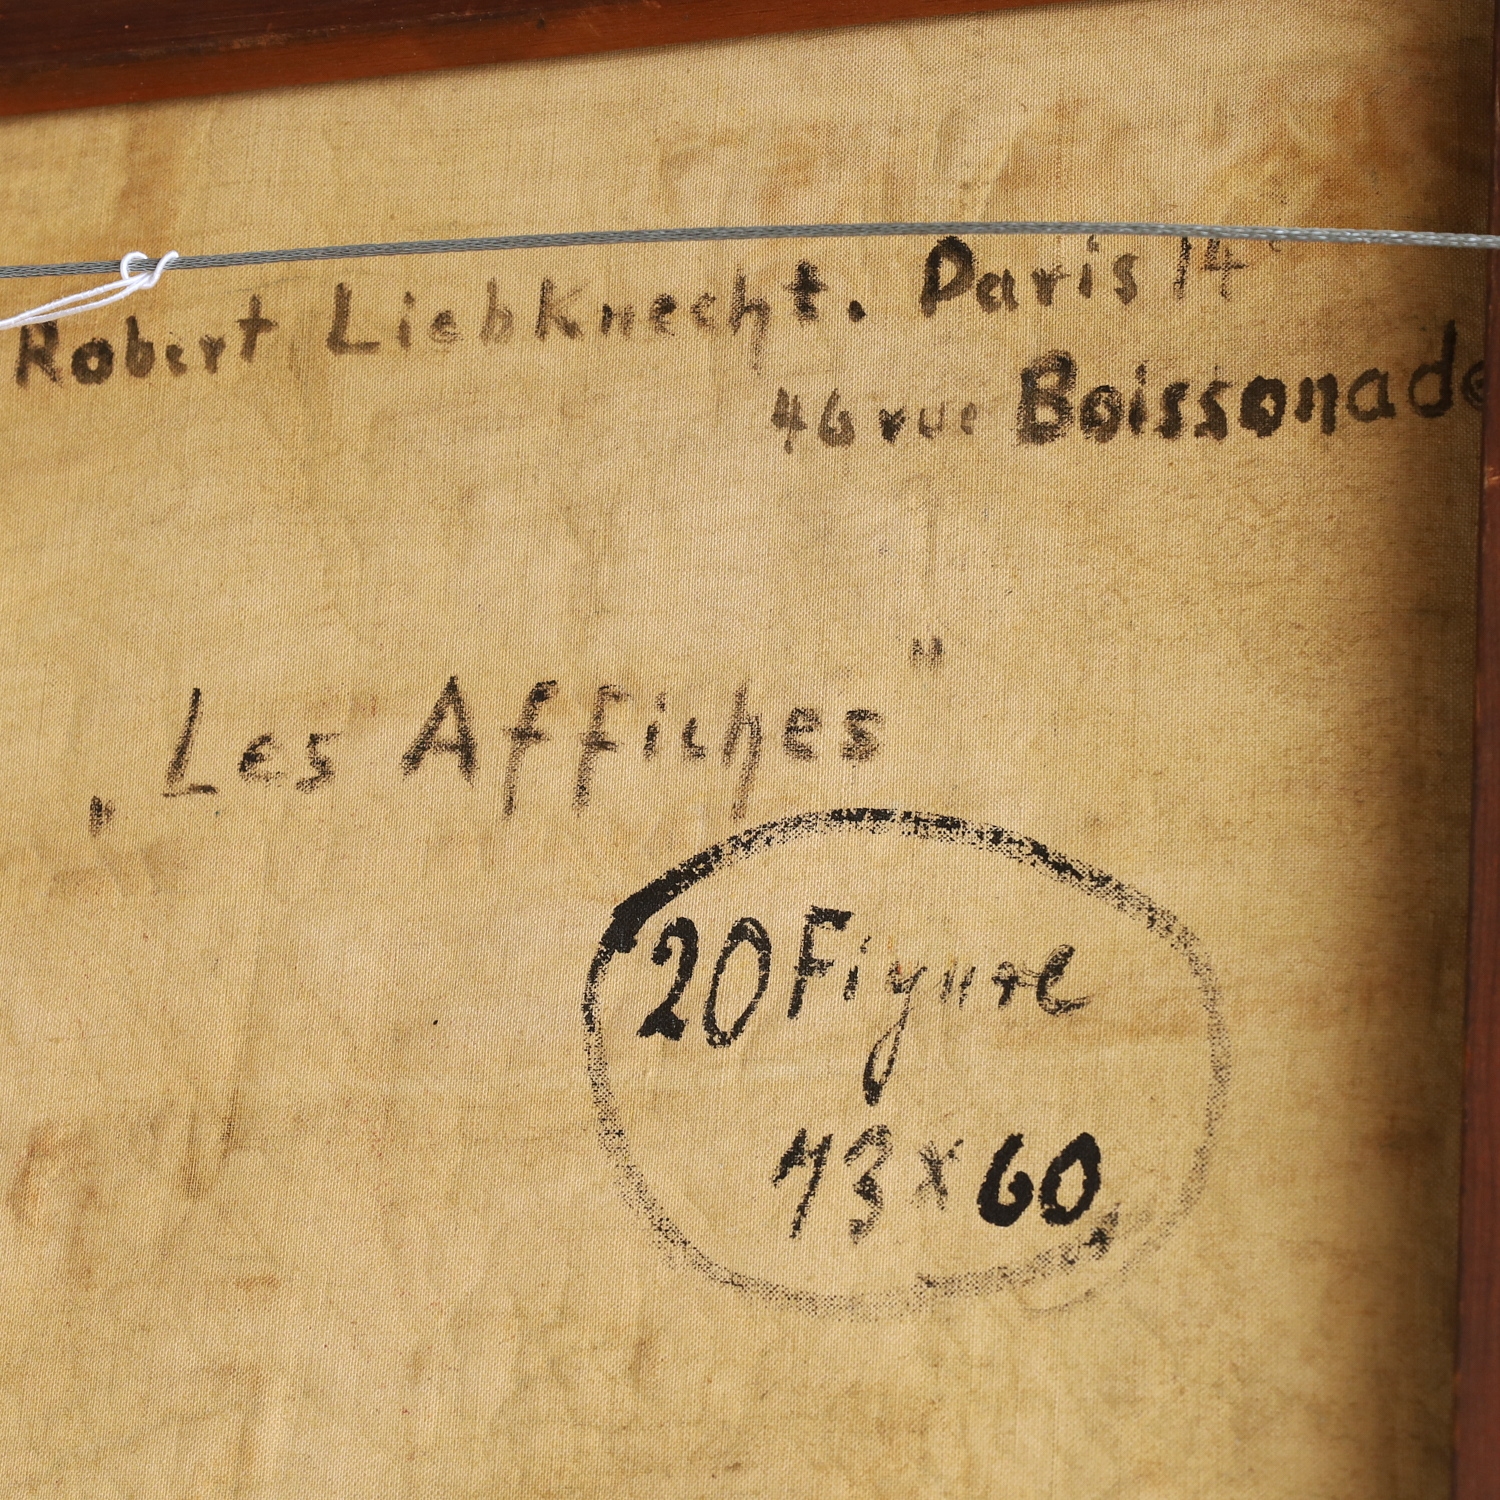 Robert Liebknecht. Paris 14e
46 rue Boissonade
„Les Affiches"
20 Figure
73 x 60